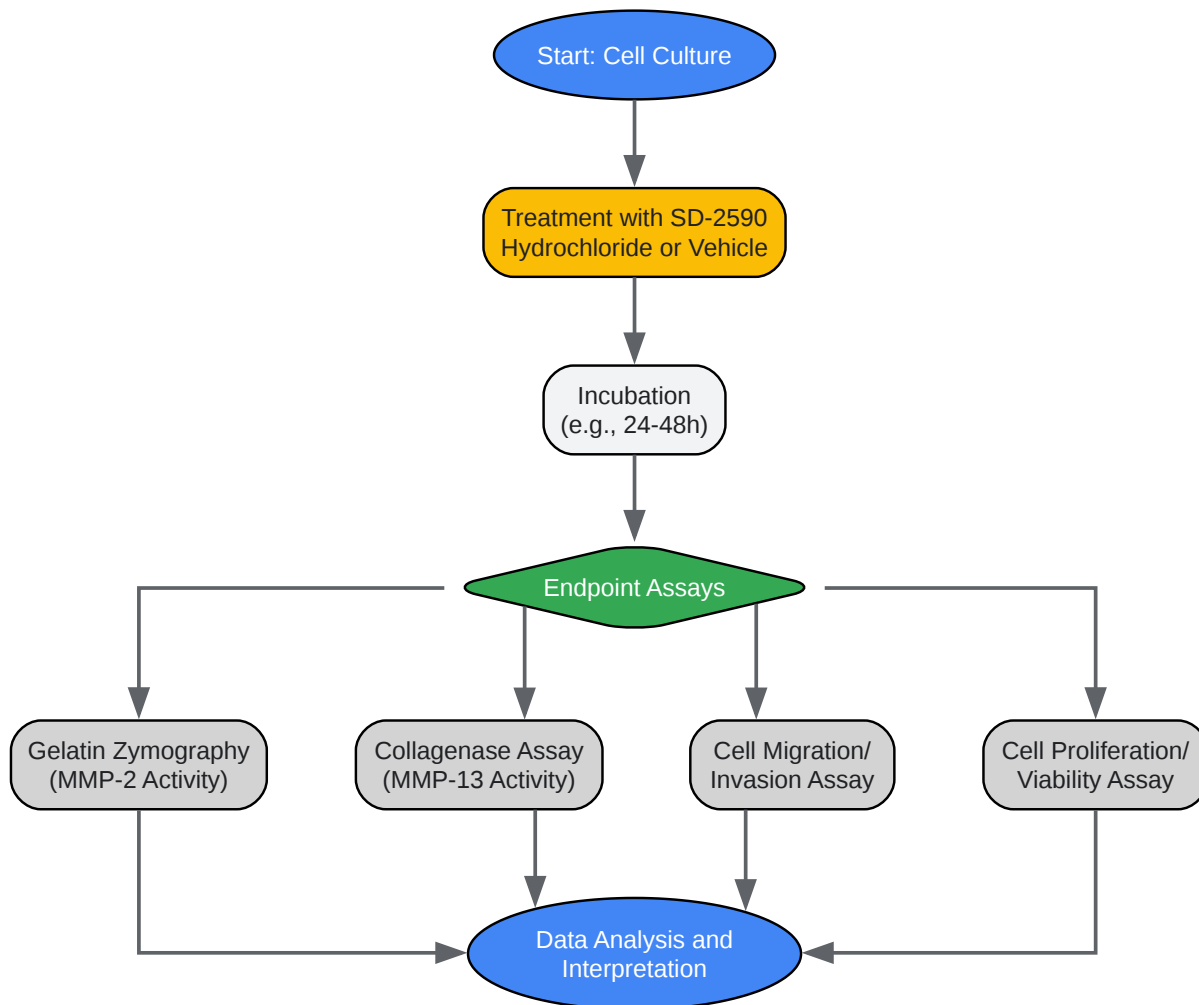 Start: Cell Culture
Treatment with SD-2590
Hydrochloride or Vehicle
Incubation
(e.g., 24-48h)
Endpoint Assays
Gelatin Zymography
(MMP-2 Activity)
Collagenase Assay
(MMP-13 Activity)
Cell Migration/
Invasion Assay
Cell Proliferation/
Viability Assay
Data Analysis and
Interpretation